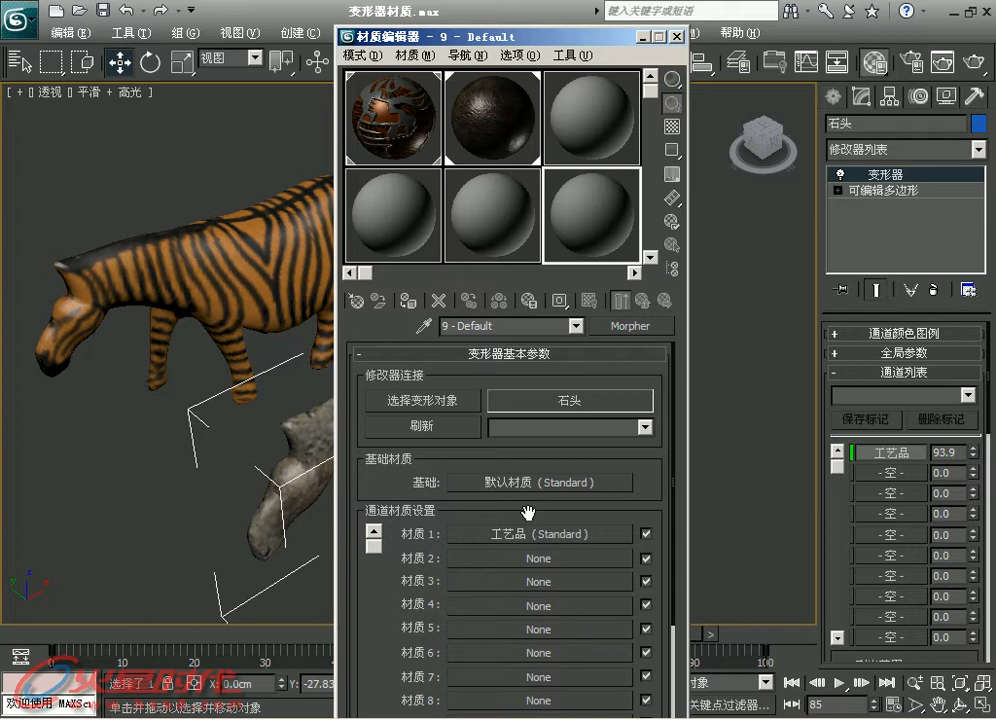 变形器材质.max
键入关键字或短语
编辑(E) 工具(T) 组(G) 视图(V) 创建(C) 帮助(H)
视图
[ + ] 透视 [ 平滑 + 高光 ]
材质编辑器 - 9 - Default
模式(D) 材质(M) 导航(N) 选项(O) 工具(U)
9 - Default
Morpher
- 变形器基本参数
修改器连接
选择变形对象 石头
刷新
基础材质
基础: 默认材质 ( Standard )
通道材质设置
材质 1: 工艺品 ( Standard )
材质 2: None
材质 3: None
材质 4: None
材质 5: None
材质 6: None
材质 7: None
材质 8: None
石头
修改器列表
变形器
可编辑多边形
+ 通道颜色图例
+ 全局参数
- 通道列表
保存标记 删除标记
工艺品 93.9
- 空 - 0.0
- 空 - 0.0
- 空 - 0.0
- 空 - 0.0
- 空 - 0.0
- 空 - 0.0
- 空 - 0.0
- 空 - 0.0
- 空 - 0.0
0 10 20 30 100
选择了 1 X: 0.0cm Y: -27.83
欢迎使用 MAXSc 单击并拖动以选择并移动对象
对象
关键点过滤器... 85